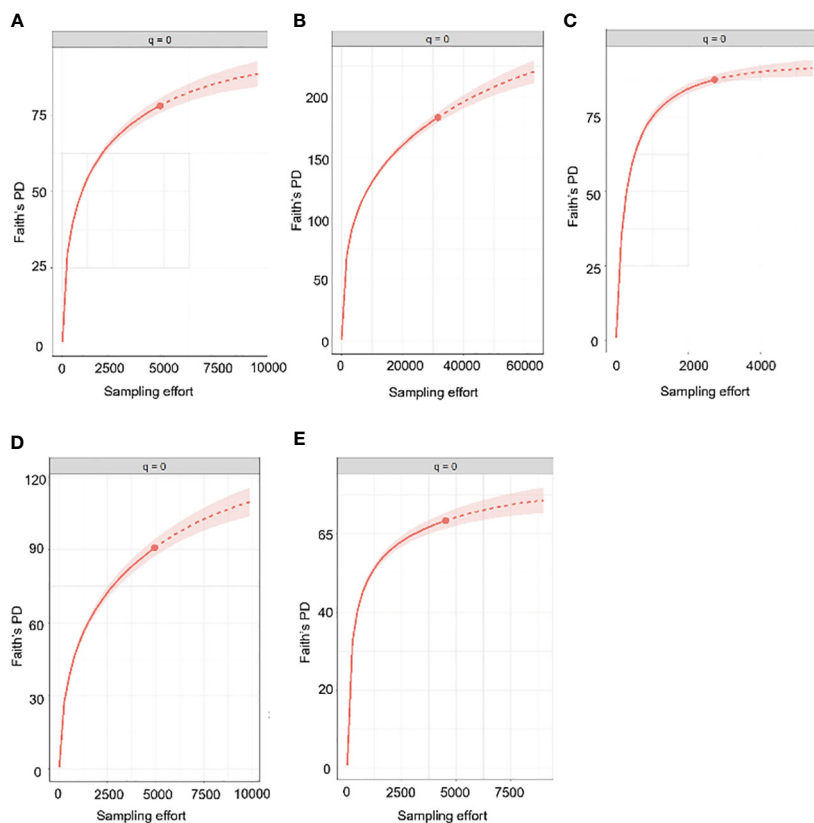 A
q = 0
75
50
25
0
Faith's PD
0 2500 5000 7500 10000
Sampling effort
B
q = 0
200
150
100
50
0
Faith's PD
0 20000 40000 60000
Sampling effort
C
q = 0
75
50
25
0
Faith's PD
0 2000 4000
Sampling effort
D
q = 0
120
90
60
30
0
Faith's PD
0 2500 5000 7500 10000
Sampling effort
E
q = 0
65
40
20
0
Faith's PD
0 2500 5000 7500
Sampling effort